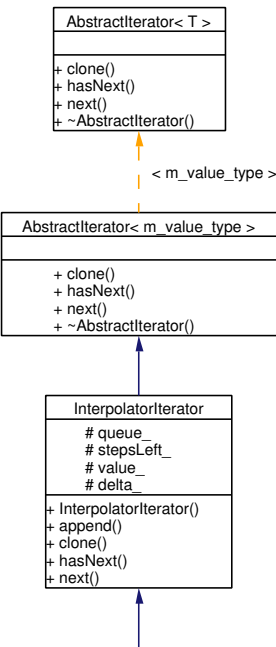 AbstractIterator< T >
+ clone()
+ hasNext()
+ next()
+ ~AbstractIterator()
< m_value_type >
AbstractIterator< m_value_type >
+ clone()
+ hasNext()
+ next()
+ ~AbstractIterator()
InterpolatorIterator
# queue_
# stepsLeft_
# value_
# delta_
+ InterpolatorIterator()
+ append()
+ clone()
+ hasNext()
+ next()